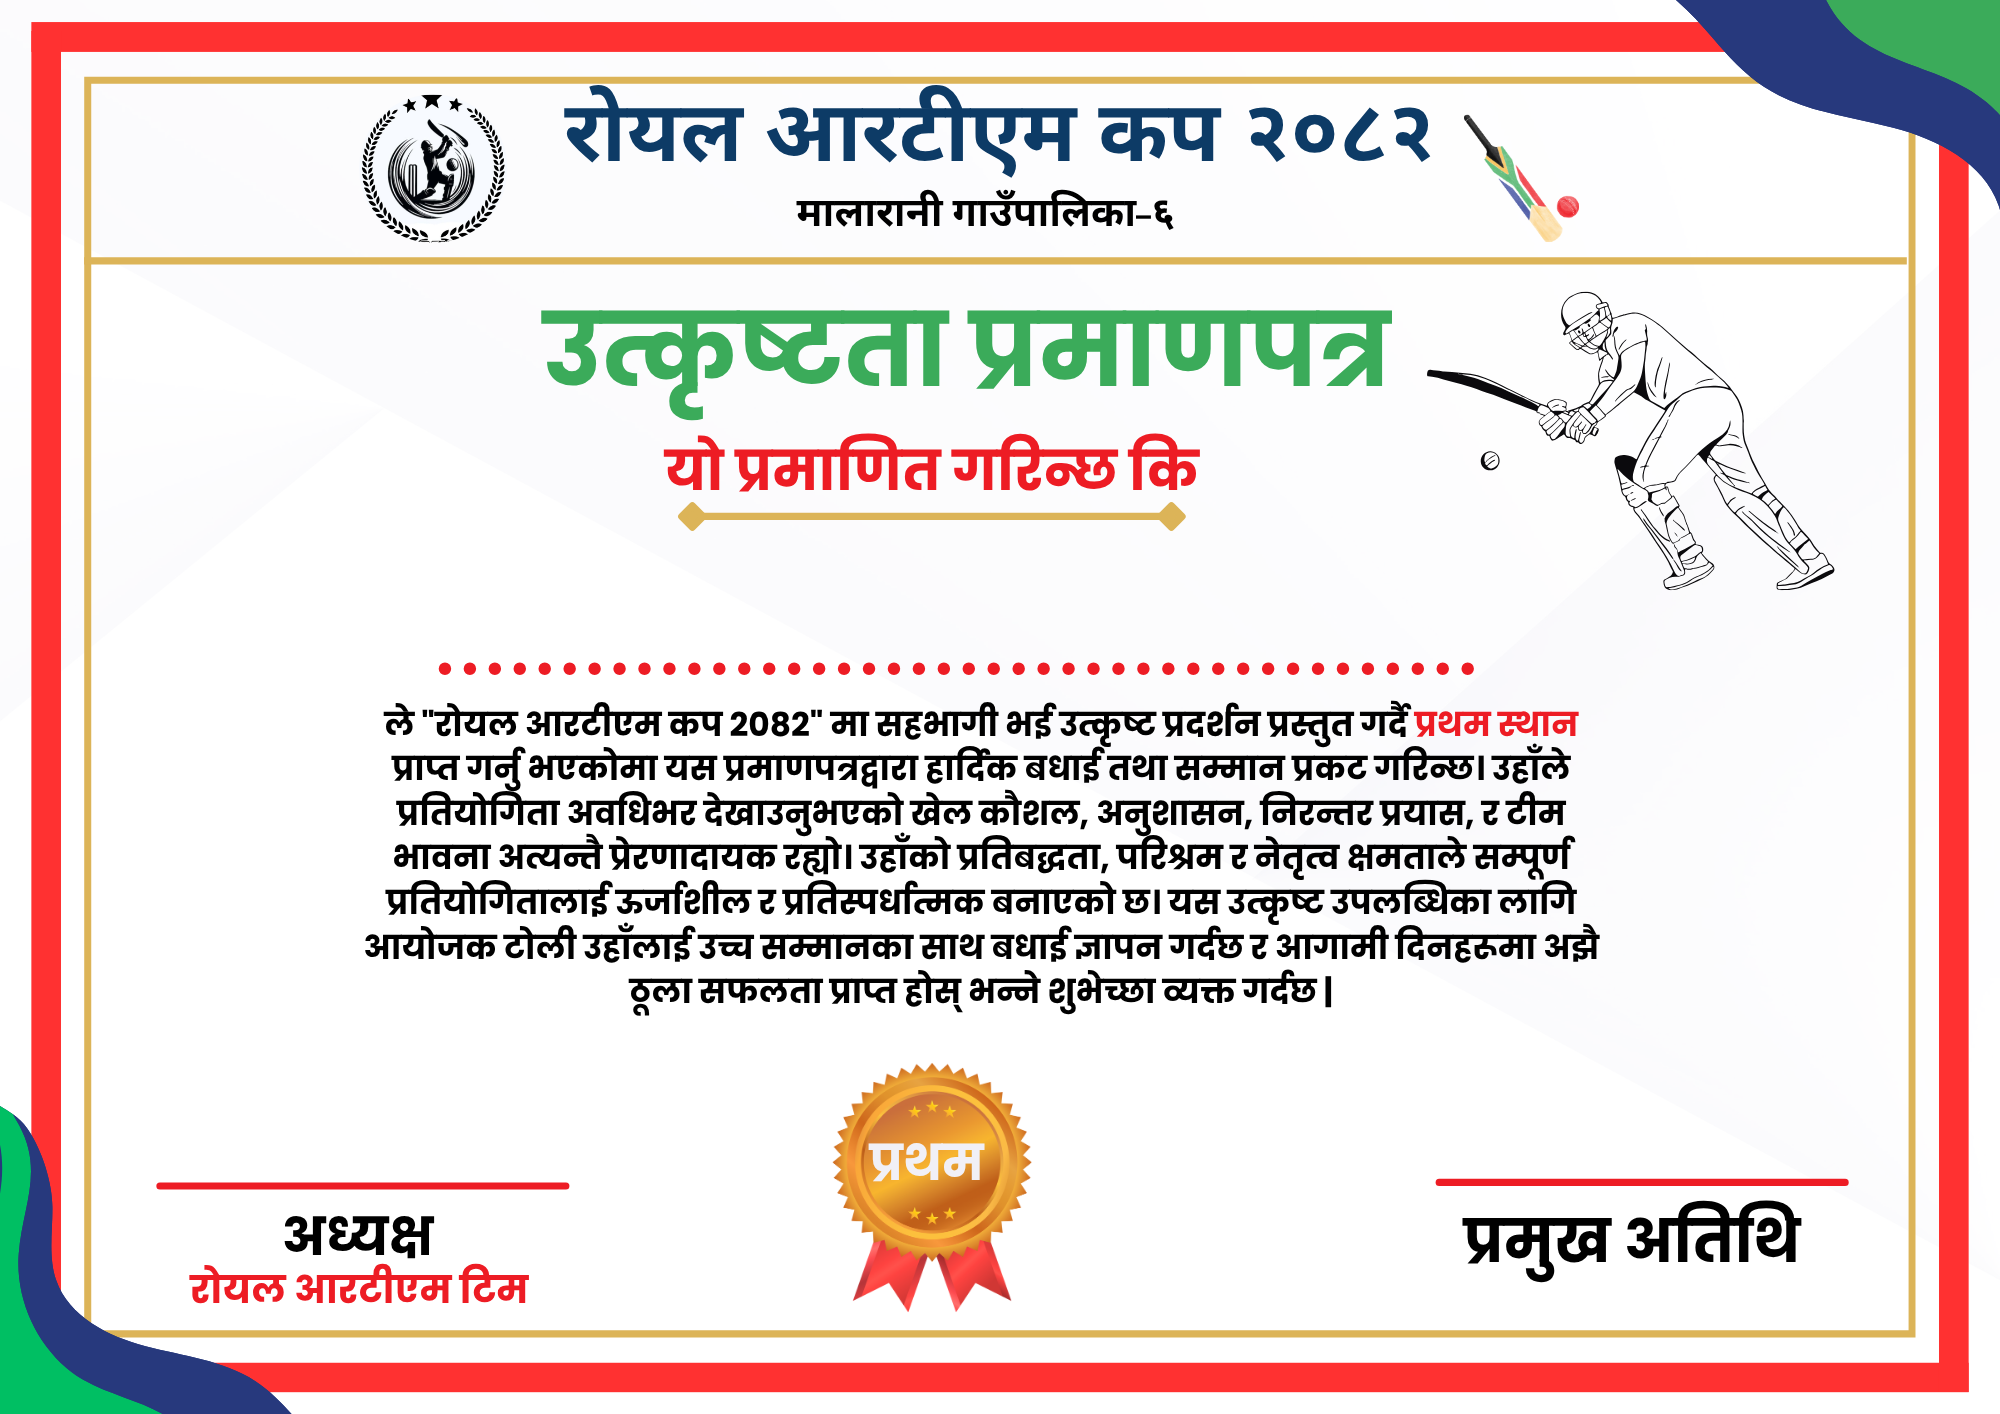 रोयल आरटीएम कप २०८२
मालारानी गाउँपालिका–६
उत्कृष्टता प्रमाणपत्र
यो प्रमाणित गरिन्छ कि
ले "रोयल आरटीएम कप 2082" मा सहभागी भई उत्कृष्ट प्रदर्शन प्रस्तुत गर्दै प्रथम स्थान
प्राप्त गर्नु भएकोमा यस प्रमाणपत्रद्वारा हार्दिक बधाई तथा सम्मान प्रकट गरिन्छ। उहाँले
प्रतियोगिता अवधिभर देखाउनुभएको खेल कौशल, अनुशासन, निरन्तर प्रयास, र टीम
भावना अत्यन्तै प्रेरणादायक रह्यो। उहाँको प्रतिबद्धता, परिश्रम र नेतृत्व क्षमताले सम्पूर्ण
प्रतियोगितालाई ऊर्जाशील र प्रतिस्पर्धात्मक बनाएको छ। यस उत्कृष्ट उपलब्धिका लागि
आयोजक टोली उहाँलाई उच्च सम्मानका साथ बधाई ज्ञापन गर्दछ र आगामी दिनहरूमा अझै
ठूला सफलता प्राप्त होस् भन्ने शुभेच्छा व्यक्त गर्दछ |
प्रथम
अध्यक्ष
रोयल आरटीएम टिम
प्रमुख अतिथि